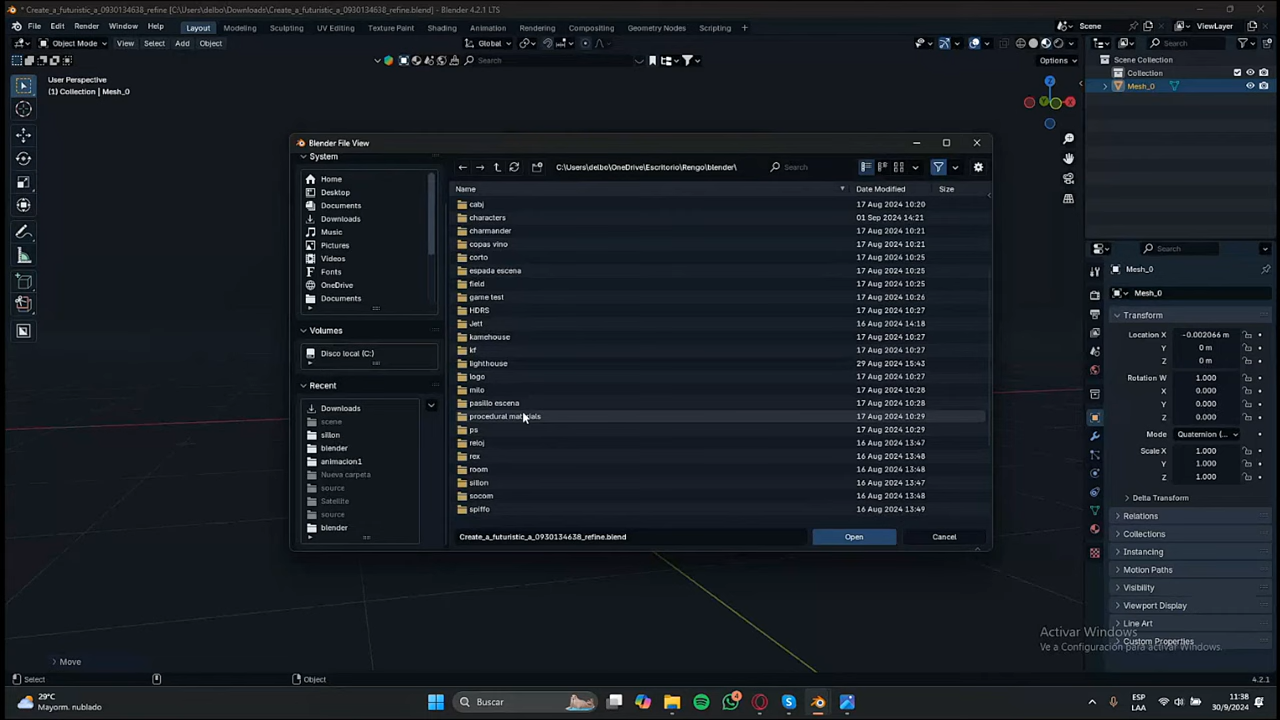 * Create_a_futuristic_a_0930134638_refine [C:\Users\delbo\Downloads\Create_a_futuristic_a_0930134638_refine.blend] - Blender 4.2.1 LTS
File Edit Render Window Help Layout Modeling Sculpting UV Editing Texture Paint Shading Animation Rendering Compositing Geometry Nodes Scripting Scene ViewLayer
Object Mode View Select Add Object Global Search
Search Options
User Perspective
(1) Collection | Mesh_0
Scene Collection
Collection
Mesh_0
Z
Y X
Blender File View
System
Home
Desktop
Documents
Downloads
Music
Pictures
Videos
Fonts
OneDrive
Documents
Volumes
Disco local (C:)
Recent
Downloads
scene
sillon
blender
animacion1
Nueva carpeta
source
Satellite
source
blender
C:\Users\delbo\OneDrive\Escritorio\Rengo\blender\ Search
Name Date Modified Size
cabj 17 Aug 2024 10:20
characters 01 Sep 2024 14:21
charmander 17 Aug 2024 10:21
copas vino 17 Aug 2024 10:21
corto 17 Aug 2024 10:25
espada escena 17 Aug 2024 10:25
field 17 Aug 2024 10:25
game test 17 Aug 2024 10:26
HDRS 17 Aug 2024 10:27
Jett 16 Aug 2024 14:18
kamehouse 17 Aug 2024 10:27
kf 17 Aug 2024 10:27
lighthouse 29 Aug 2024 15:43
logo 17 Aug 2024 10:27
milo 17 Aug 2024 10:28
pasillo escena 17 Aug 2024 10:28
procedural materials 17 Aug 2024 10:29
ps 17 Aug 2024 10:29
reloj 16 Aug 2024 13:47
rex 16 Aug 2024 13:48
room 16 Aug 2024 13:48
sillon 16 Aug 2024 13:47
socom 16 Aug 2024 13:48
spiffo 16 Aug 2024 13:49
Create_a_futuristic_a_0930134638_refine.blend Open Cancel
Search
Mesh_0
Mesh_0
Transform
Location X -0.002066 m
Y 0 m
Z 0 m
Rotation W 1.000
X 0.000
Y 0.000
Z 0.000
Mode Quaternion (...
Scale X 1.000
Y 1.000
Z 1.000
Delta Transform
Relations
Collections
Instancing
Motion Paths
Visibility
Viewport Display
Line Art
Custom Properties
Activar Windows
Ve a Configuración para activar Windows.
Move
Select Object 4.2.1
29°C
Mayorm. nublado
Buscar
4
ESP
LAA
11:38
30/9/2024